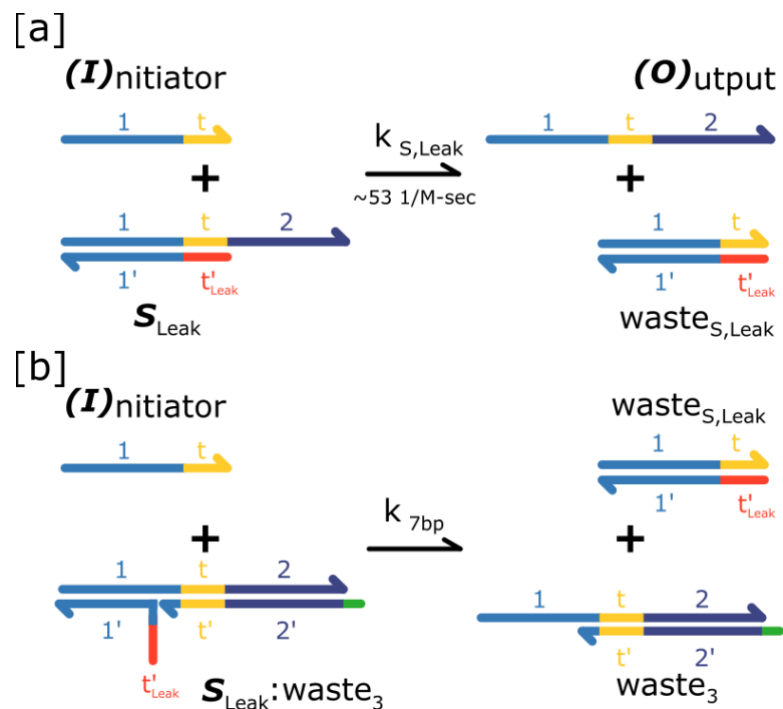 [a]
(I)nitiator
(O)utput
1 t
k S,Leak
1 t 2
+
~53 1/M-sec
+
1 t 2
1 t
1' t'Leak
1' t'Leak
SLeak
wasteS,Leak
[b]
(I)nitiator
wasteS,Leak
1 t
1 t
k 7bp
1' t'Leak
+
+
1 t 2
1 t 2
1' t' 2'
t' 2'
t'Leak
SLeak:waste3
waste3